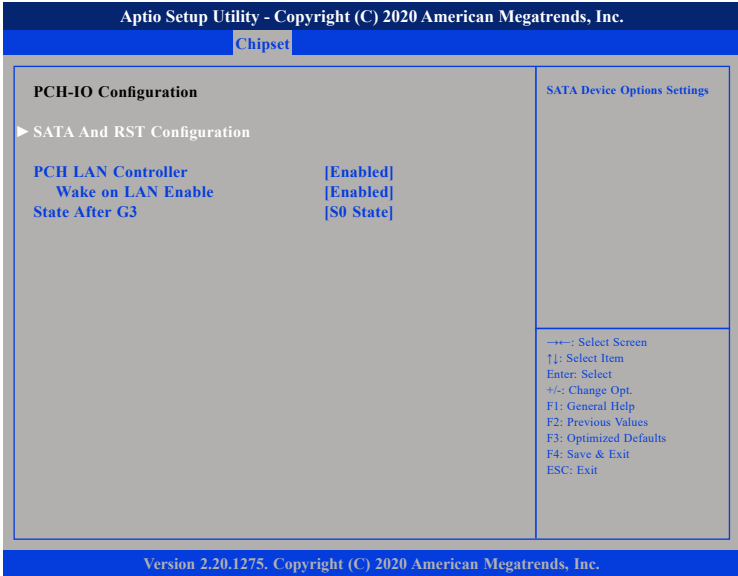 Aptio Setup Utility - Copyright (C) 2020 American Megatrends, Inc.
Chipset
PCH-IO Configuration
► SATA And RST Configuration
PCH LAN Controller [Enabled]
Wake on LAN Enable [Enabled]
State After G3 [S0 State]
SATA Device Options Settings
→←: Select Screen
↑↓: Select Item
Enter: Select
+/-: Change Opt.
F1: General Help
F2: Previous Values
F3: Optimized Defaults
F4: Save & Exit
ESC: Exit
Version 2.20.1275. Copyright (C) 2020 American Megatrends, Inc.